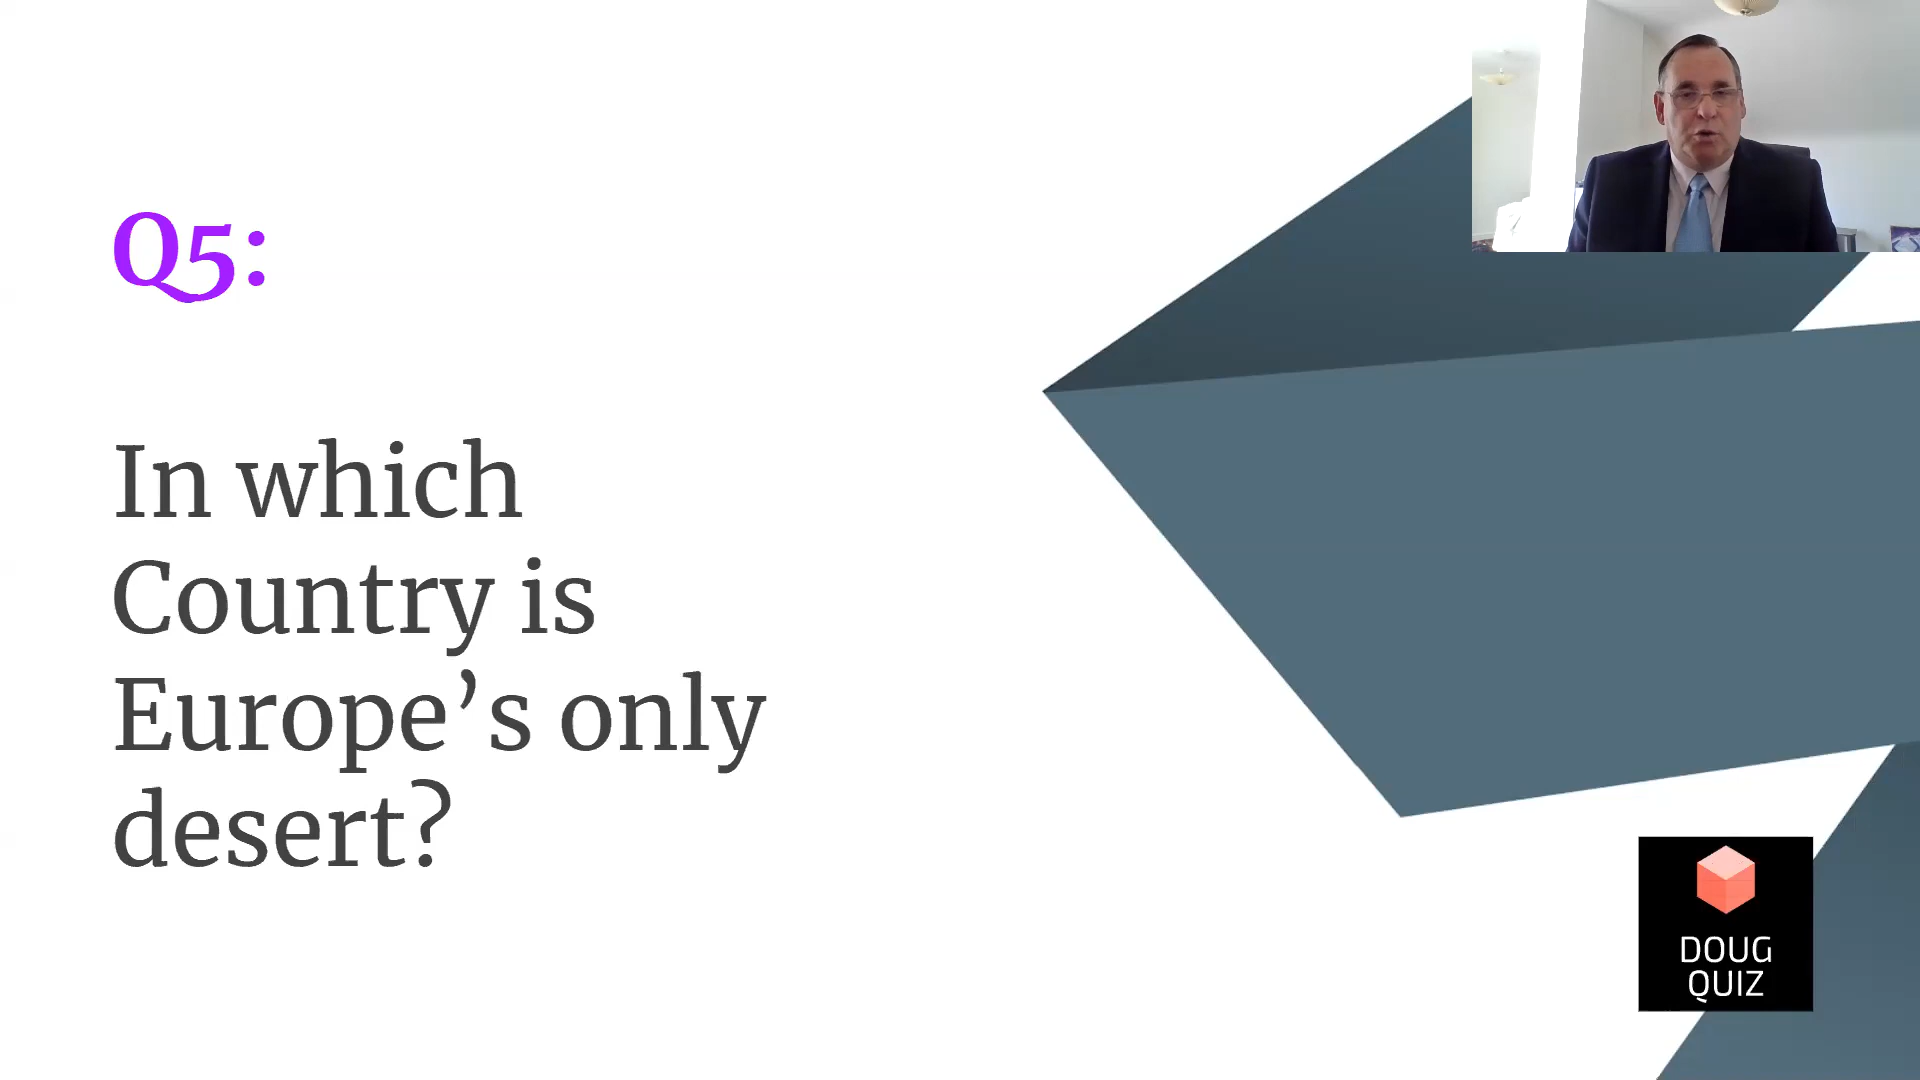 Q5:
In which
Country is
Europe’s only
desert?
DOUG
QUIZ